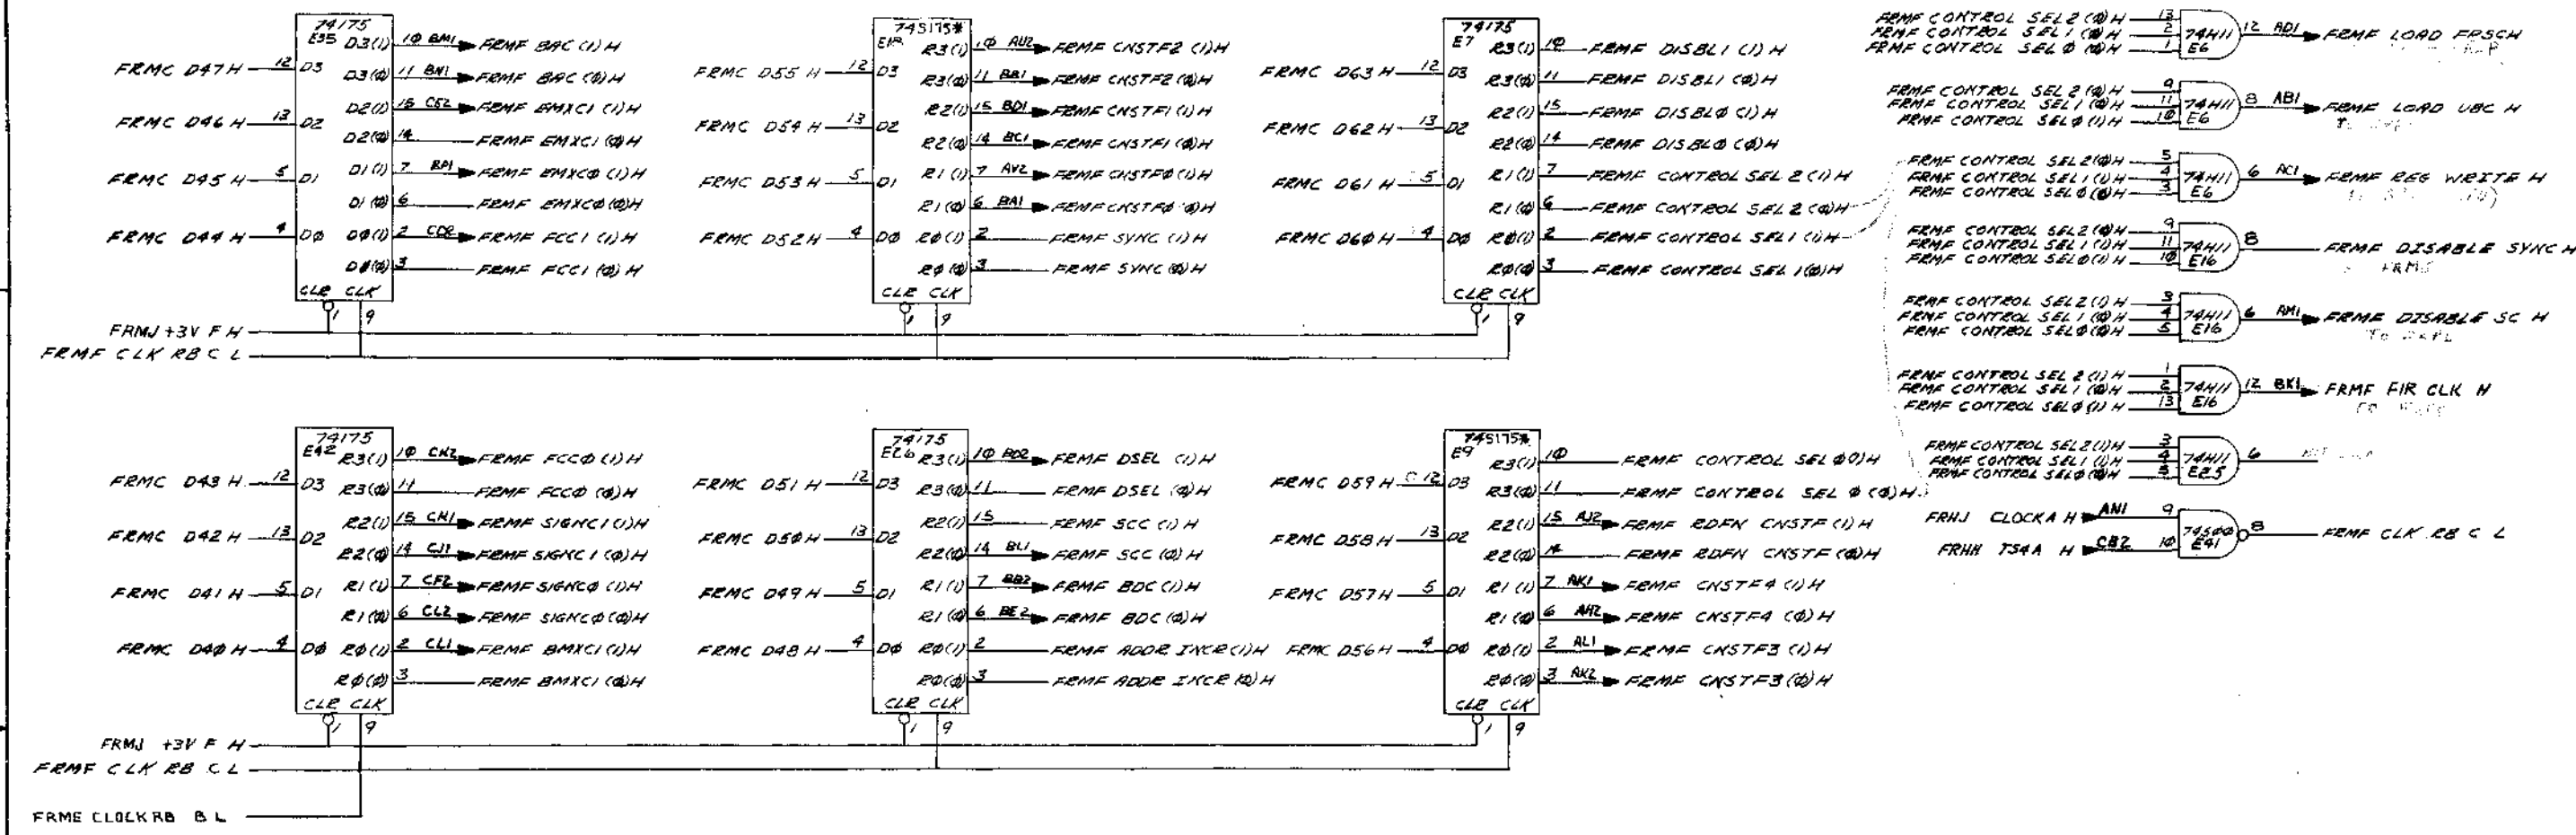 74175
E35 D3(1) 10 BM1 FRMF BAC (1) H
FRMC D47 H 12 D3
D3(0) 11 BN1 FRMF BAC (0) H
D2(1) 15 CE2 FRMF EMXC1 (1) H
FRMC D46 H 13 D2
D2(0) 14 FRMF EMXC1 (0) H
D1(1) 7 BP1 FRMF EMXC0 (1) H
FRMC D45 H 5 D1
D1(0) 6 FRMF EMXC0 (0) H
FRMC D44 H 4 D0 D0(1) 2 CD2 FRMF FCC1 (1) H
D0(0) 3 FRMF FCC1 (0) H
CLR CLK
1 9
FRMJ +3V F H
FRMF CLK RB C L
74S175*
R3(1) 10 AU2 FRMF CNSTF2 (1) H
FRMC D55 H 12 D3
R3(0) 11 BB1 FRMF CNSTF2 (0) H
R2(1) 15 BD1 FRMF CNSTF1 (1) H
FRMC D54 H 13 D2
R2(0) 14 BC1 FRMF CNSTF1 (0) H
R1(1) 7 AV2 FRMF CNSTF0 (1) H
FRMC D53 H 5 D1
R1(0) 6 BA1 FRMF CNSTF0 (0) H
FRMC D52 H 4 D0 R0(1) 2 FRMF SYNC (1) H
R0(0) 3 FRMF SYNC (0) H
CLR CLK
1 9
74175
E7 R3(1) 10 FRMF DISBL1 (1) H
FRMC D63 H 12 D3
R3(0) 11 FRMF DISBL1 (0) H
R2(1) 15 FRMF DISBL0 (1) H
FRMC D62 H 13 D2
R2(0) 14 FRMF DISBL0 (0) H
R1(1) 7 FRMF CONTROL SEL 2 (1) H
FRMC D61 H 5 D1
R1(0) 6 FRMF CONTROL SEL 2 (0) H
FRMC D60 H 4 D0 R0(1) 2 FRMF CONTROL SEL1 (1) H
R0(0) 3 FRMF CONTROL SEL 1 (0) H
CLR CLK
1 9
74175
E42 R3(1) 10 CK2 FRMF FCC0 (1) H
FRMC D43 H 12 D3
R3(0) 11 FRMF FCC0 (0) H
R2(1) 15 CH1 FRMF SIGNC1 (1) H
FRMC D42 H 13 D2
R2(0) 14 CJ1 FRMF SIGNC1 (0) H
R1(1) 7 CF2 FRMF SIGNC0 (1) H
FRMC D41 H 5 D1
R1(0) 6 CL2 FRMF SIGNC0 (0) H
FRMC D40 H 4 D0 R0(1) 2 CL1 FRMF BMXC1 (1) H
R0(0) 3 FRMF BMXC1 (0) H
CLR CLK
1 9
FRMJ +3V F H
FRMF CLK RB C L
FRME CLOCK RB B L
74175
E26 R3(1) 10 BD2 FRMF DSEL (1) H
FRMC D51 H 12 D3
R3(0) 11 FRMF DSEL (0) H
R2(1) 15 FRMF SCC (1) H
FRMC D50 H 13 D2
R2(0) 14 BL1 FRMF SCC (0) H
R1(1) 7 BB2 FRMF BDC (1) H
FRMC D49 H 5 D1
R1(0) 6 BE2 FRMF BDC (0) H
FRMC D48 H 4 D0 R0(1) 2 FRMF ADDR INCR (1) H
R0(0) 3 FRMF ADDR INCR (0) H
CLR CLK
1 9
74S175*
E9 R3(1) 10 FRMF CONTROL SEL 0 (1) H
FRMC D59 H 12 D3
R3(0) 11 FRMF CONTROL SEL 0 (0) H
R2(1) 15 AJ2 FRMF RDFN CNSTF (1) H
FRMC D58 H 13 D2
R2(0) 14 FRMF RDFN CNSTF (0) H
R1(1) 7 AK1 FRMF CNSTF4 (1) H
FRMC D57 H 5 D1
R1(0) 6 AH2 FRMF CNSTF4 (0) H
FRMC D56 H 4 D0 R0(1) 2 AL1 FRMF CNSTF3 (1) H
R0(0) 3 AK2 FRMF CNSTF3 (0) H
CLR CLK
1 9
FRMF CONTROL SEL 2 (0) H 13
FRMF CONTROL SEL 1 (0) H 2 74H11 12 AD1 FRMF LOAD FPSCH
FRMF CONTROL SEL 0 (0) H 1 E6
FRMF CONTROL SEL 2 (0) H 9
FRMF CONTROL SEL 1 (0) H 11 74H11 8 AB1 FRMF LOAD UBC H
FRMF CONTROL SEL 0 (1) H 10 E6
FRMF CONTROL SEL 2 (0) H 5
FRMF CONTROL SEL 1 (1) H 4 74H11 6 AC1 FRMF REG WRITE H
FRMF CONTROL SEL 0 (0) H 3 E6
FRMF CONTROL SEL 2 (0) H 9
FRMF CONTROL SEL 1 (1) H 11 74H11 8 FRMF DISABLE SYNC H
FRMF CONTROL SEL 0 (1) H 10 E16
FRMF CONTROL SEL 2 (1) H 3
FRMF CONTROL SEL 1 (0) H 4 74H11 6 AM1 FRMF DISABLE SC H
FRMF CONTROL SEL 0 (0) H 5 E16
FRMF CONTROL SEL 2 (1) H 1
FRMF CONTROL SEL 1 (0) H 2 74H11 12 BK1 FRMF FIR CLK H
FRMF CONTROL SEL 0 (1) H 13 E16
FRMF CONTROL SEL 2 (1) H 3
FRMF CONTROL SEL 1 (1) H 4 74H11 6
FRMF CONTROL SEL 0 (0) H 5 E25
FRHJ CLOCKA H AN1 9
74S00 8 FRMF CLK RB C L
FRHH TS4A H CB2 10 E41